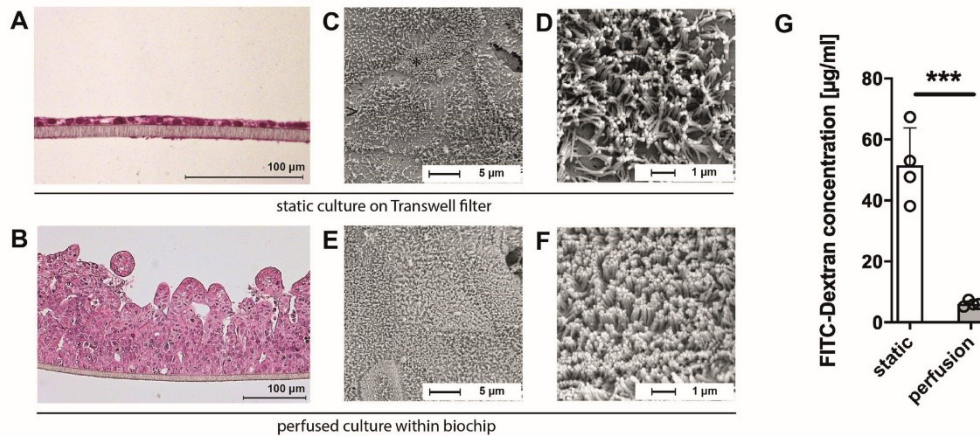 A
C
D
G
100 µm
5 µm
1 µm
static culture on Transwell filter
B
E
F
100 µm
5 µm
1 µm
perfused culture within biochip
FITC-Dextran concentration [µg/ml]
80
60
40
20
0
***
static
perfusion